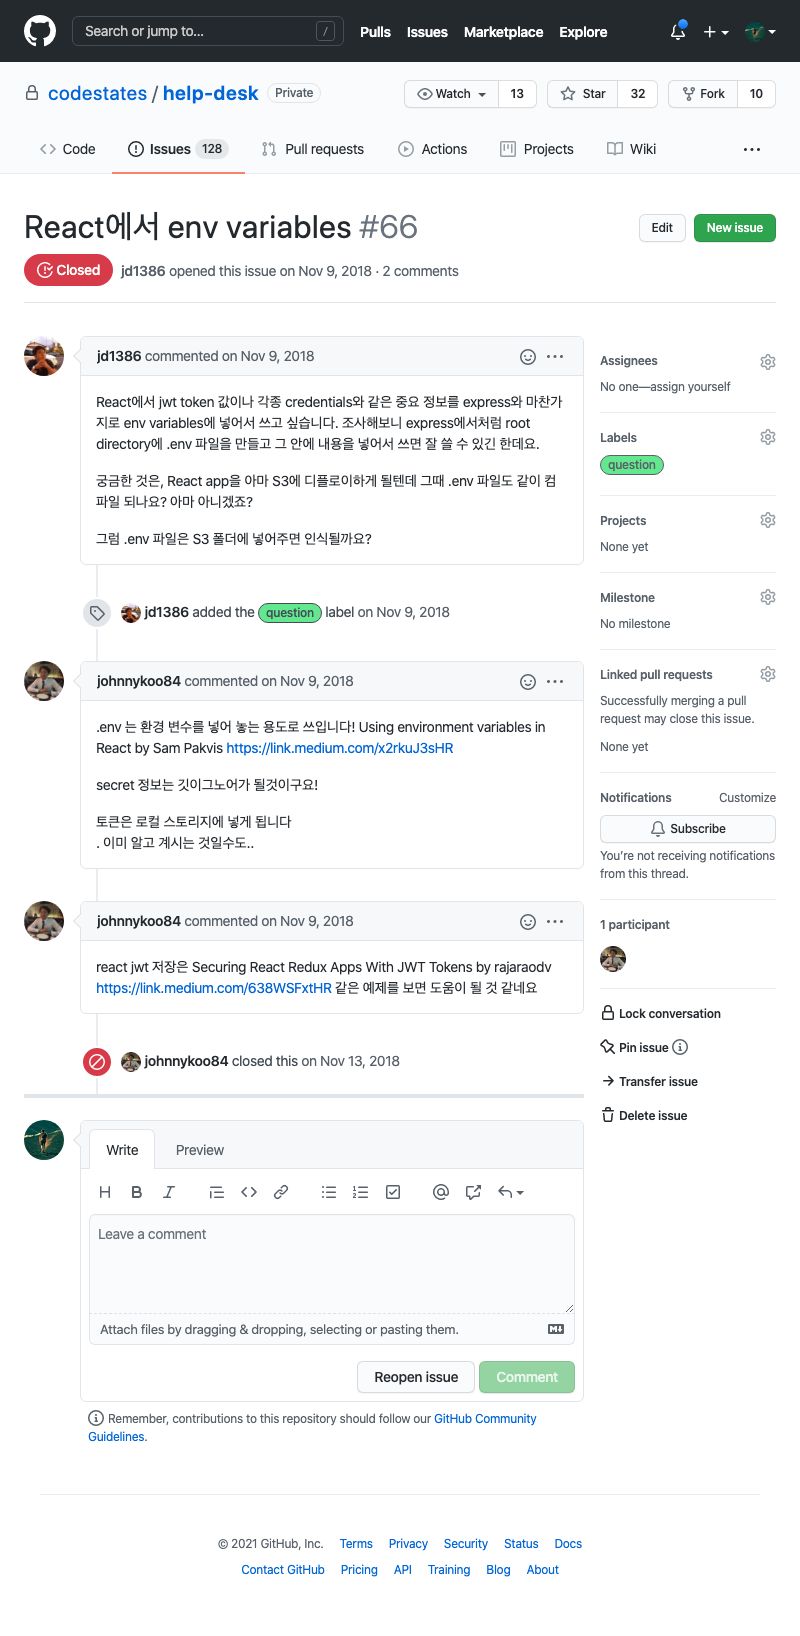 Search or jump to... /
Pulls Issues Marketplace Explore
codestates / help-desk Private
Watch 13 Star 32 Fork 10
Code Issues 128 Pull requests Actions Projects Wiki
React에서 env variables #66
Edit New issue
Closed jd1386 opened this issue on Nov 9, 2018 · 2 comments
jd1386 commented on Nov 9, 2018
React에서 jwt token 값이나 각종 credentials와 같은 중요 정보를 express와 마찬가
지로 env variables에 넣어서 쓰고 싶습니다. 조사해보니 express에서처럼 root
directory에 .env 파일을 만들고 그 안에 내용을 넣어서 쓰면 잘 쓸 수 있긴 한데요.
궁금한 것은, React app을 아마 S3에 디플로이하게 될텐데 그때 .env 파일도 같이 컴
파일 되나요? 아마 아니겠죠?
그럼 .env 파일은 S3 폴더에 넣어주면 인식될까요?
jd1386 added the question label on Nov 9, 2018
johnnykoo84 commented on Nov 9, 2018
.env 는 환경 변수를 넣어 놓는 용도로 쓰입니다! Using environment variables in
React by Sam Pakvis https://link.medium.com/x2rkuJ3sHR
secret 정보는 깃이그노어가 될것이구요!
토큰은 로컬 스토리지에 넣게 됩니다
. 이미 알고 계시는 것일수도..
johnnykoo84 commented on Nov 9, 2018
react jwt 저장은 Securing React Redux Apps With JWT Tokens by rajaraodv
https://link.medium.com/638WSFxtHR 같은 예제를 보면 도움이 될 것 같네요
johnnykoo84 closed this on Nov 13, 2018
Write Preview
H B I
Leave a comment
Attach files by dragging & dropping, selecting or pasting them.
Reopen issue Comment
Remember, contributions to this repository should follow our GitHub Community
Guidelines.
Assignees
No one—assign yourself
Labels
question
Projects
None yet
Milestone
No milestone
Linked pull requests
Successfully merging a pull
request may close this issue.
None yet
Notifications Customize
Subscribe
You're not receiving notifications
from this thread.
1 participant
Lock conversation
Pin issue
Transfer issue
Delete issue
© 2021 GitHub, Inc. Terms Privacy Security Status Docs
Contact GitHub Pricing API Training Blog About